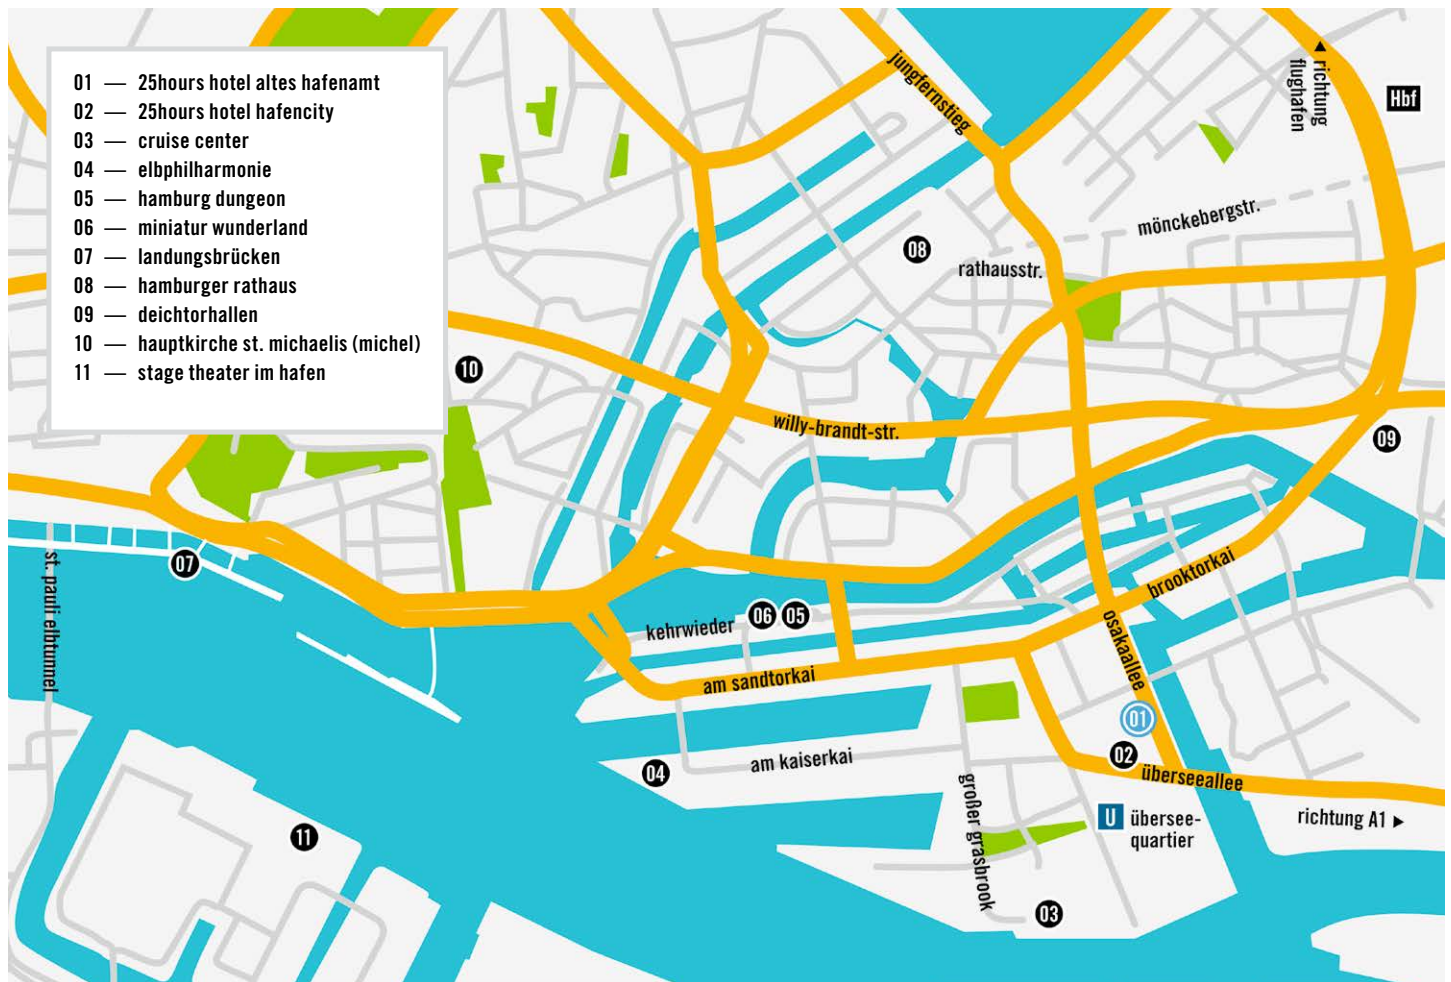 01 — 25hours hotel altes hafenamt
02 — 25hours hotel hafencity
03 — cruise center
04 — elbphilharmonie
05 — hamburg dungeon
06 — miniatur wunderland
07 — landungsbrücken
08 — hamburger rathaus
09 — deichtorhallen
10 — hauptkirche st. michaelis (michel)
11 — stage theater im hafen
jungfernstieg
▲ richtung
flughafen
Hbf
mönckebergstr.
08
rathausstr.
10
willy-brandt-str.
09
07
st. pauli elbtunnel
kehrwieder
06
05
brooktorkai
osakaallee
am sandtorkai
01
02
überseeallee
04
am kaiserkai
großer grasbrook
U übersee-
quartier
richtung A1 ▶
11
03